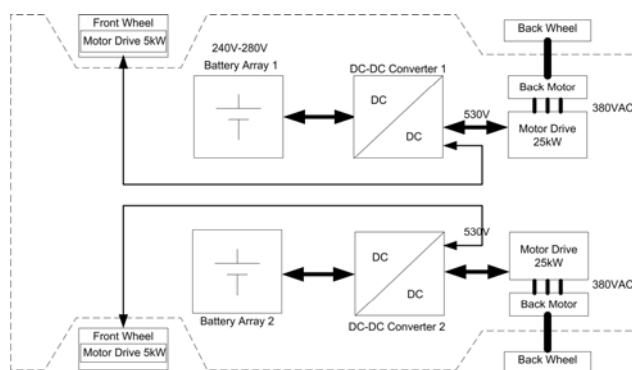 Front Wheel
Motor Drive 5kW
240V-280V
Battery Array 1
DC-DC Converter 1
DC
DC
530V
Back Wheel
Back Motor
380VAC
Motor Drive
25kW
530V
DC
DC
Battery Array 2
DC-DC Converter 2
Motor Drive
25kW
380VAC
Back Motor
Front Wheel
Motor Drive 5kW
Back Wheel